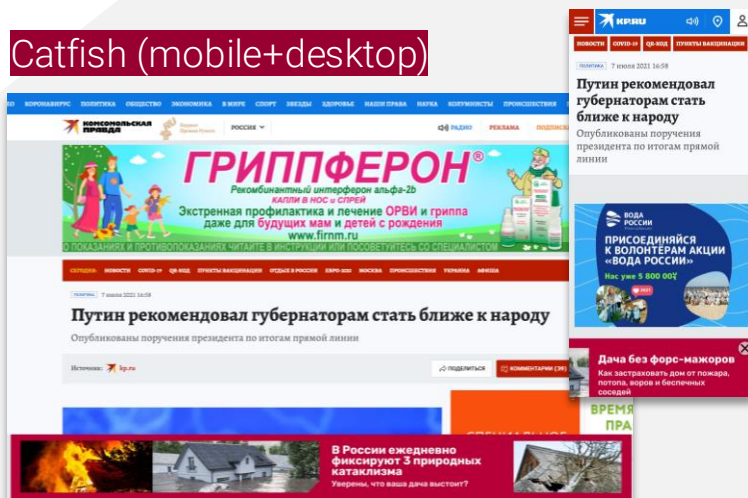 Catfish (mobile+desktop)
КОРОНАВИРУС ПОЛИТИКА ОБЩЕСТВО ЭКОНОМИКА В МИРЕ СПОРТ ЗВЕЗДЫ ЗДОРОВЬЕ НАШИ ПРАВА НАУКА КОЛУМНИСТЫ ПРОИСШЕСТВИЯ
КОМСОМОЛЬСКАЯ ПРАВДА
РОССИЯ
РАДИО РЕКЛАМА
ГРИППФЕРОН®
Рекомбинантный интерферон альфа-2b
КАПЛИ В НОС и СПРЕЙ
Экстренная профилактика и лечение ОРВИ и гриппа
даже для будущих мам и детей с рождения
www.firnm.ru
О ПОКАЗАНИЯХ И ПРОТИВОПОКАЗАНИЯХ ЧИТАЙТЕ В ИНСТРУКЦИИ ИЛИ ПОСОВЕТУЙТЕСЬ СО СПЕЦИАЛИСТОМ
СЕГОДНЯ: НОВОСТИ COVID-19 QR-КОД ПУНКТЫ ВАКЦИНАЦИИ ОТДЫХ В РОССИИ ЕВРО-2020 МОСКВА ПРОИСШЕСТВИЯ УКРАИНА АФИША
ПОЛИТИКА 7 июля 2021 16:58
Путин рекомендовал губернаторам стать ближе к народу
Опубликованы поручения президента по итогам прямой линии
Источник: kp.ru
ПОДЕЛИТЬСЯ
КОММЕНТАРИИ (39)
В России ежедневно
фиксируют 3 природных
катаклизма
Уверены, что ваша дача выстоит?
KP.RU
НОВОСТИ COVID-19 QR-КОД ПУНКТЫ ВАКЦИНАЦИИ
ПОЛИТИКА 7 июля 2021 16:58
Путин рекомендовал
губернаторам стать
ближе к народу
Опубликованы поручения
президента по итогам прямой
линии
ВОДА
РОССИИ
ПРИСОЕДИНЯЙСЯ
К ВОЛОНТЁРАМ АКЦИИ
«ВОДА РОССИИ»
Нас уже 5 800 00
Дача без форс-мажоров
Как застраховать дом от пожара,
потопа, воров и беспечных
соседей
ВРЕМЯ
ПРА